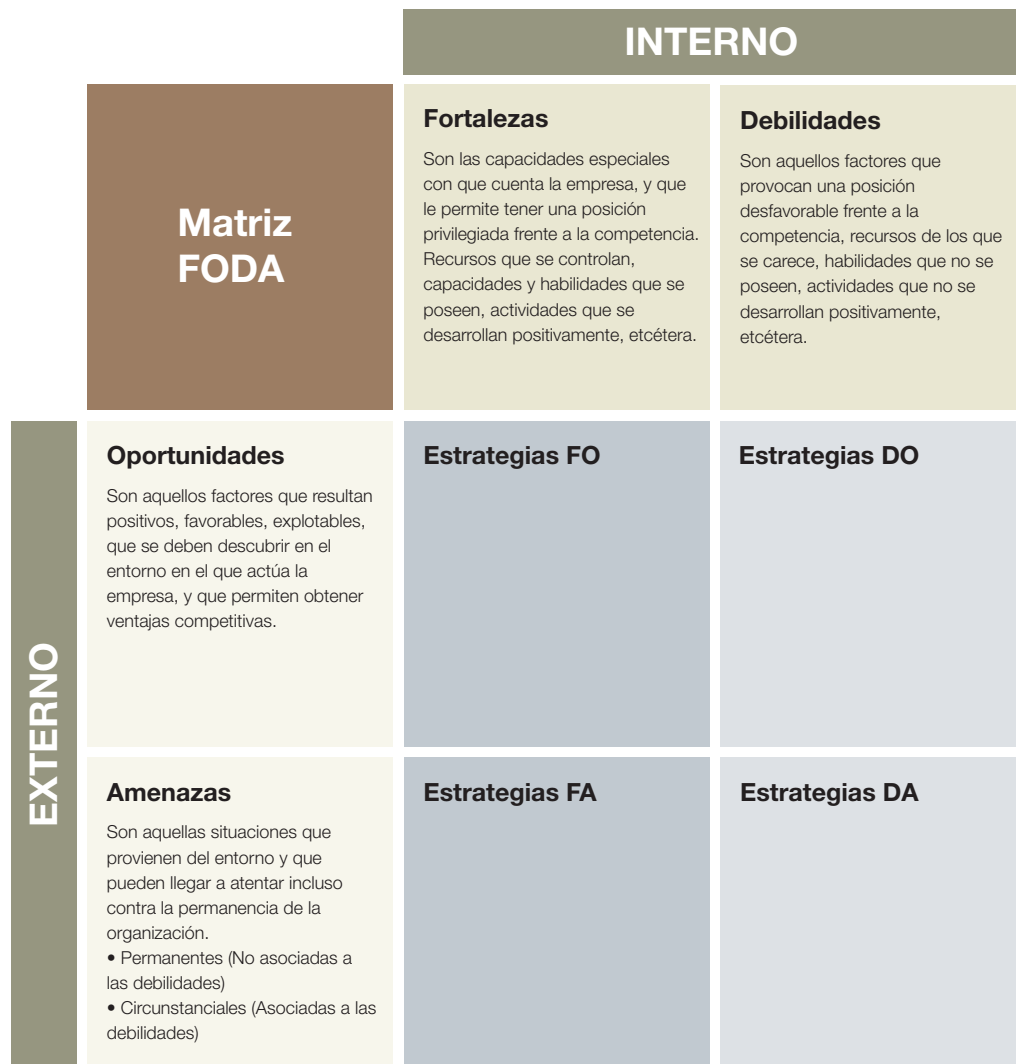 INTERNO
Matriz
FODA
Fortalezas
Son las capacidades especiales
con que cuenta la empresa, y que
le permite tener una posición
privilegiada frente a la competencia.
Recursos que se controlan,
capacidades y habilidades que se
poseen, actividades que se
desarrollan positivamente, etcétera.
Debilidades
Son aquellos factores que
provocan una posición
desfavorable frente a la
competencia, recursos de los que
se carece, habilidades que no se
poseen, actividades que no se
desarrollan positivamente,
etcétera.
EXTERNO
Oportunidades
Son aquellos factores que resultan
positivos, favorables, explotables,
que se deben descubrir en el
entorno en el que actúa la
empresa, y que permiten obtener
ventajas competitivas.
Estrategias FO
Estrategias DO
Amenazas
Son aquellas situaciones que
provienen del entorno y que
pueden llegar a atentar incluso
contra la permanencia de la
organización.
• Permanentes (No asociadas a
las debilidades)
• Circunstanciales (Asociadas a las
debilidades)
Estrategias FA
Estrategias DA